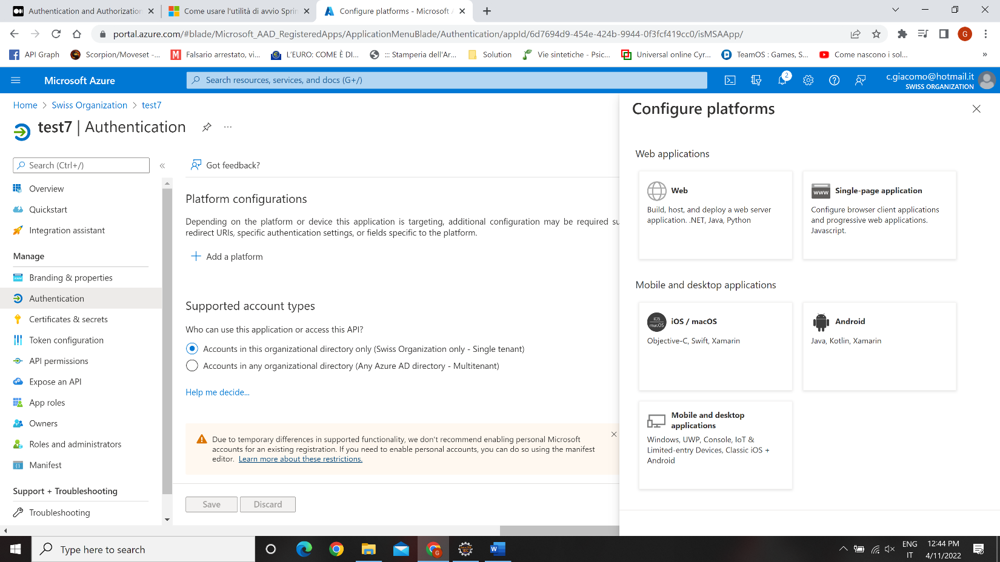 Authentication and Authorization
Come usare l'utilità di avvio Sprin
Configure platforms - Microsoft A
portal.azure.com/#blade/Microsoft_AAD_RegisteredApps/ApplicationMenuBlade/Authentication/appId/6d7694d9-454e-424b-9944-0f3fcf419cc0/isMSAApp/
G
API Graph
Scorpion/Moveset -...
M
Falsario arrestato, vi...
L'EURO: COME È DI...
::: Stamperia dell'Ar...
Solution
Vie sintetiche - Psic...
Universal online Cyr...
TeamOS : Games, S...
Come nascono i sol...
»
Microsoft Azure
Search resources, services, and docs (G+/)
2
c.giacomo@hotmail.it
SWISS ORGANIZATION
Home > Swiss Organization > test7
test7 | Authentication
...
Search (Ctrl+/)
«
Overview
Quickstart
Integration assistant
Manage
Branding & properties
Authentication
Certificates & secrets
Token configuration
API permissions
Expose an API
App roles
Owners
Roles and administrators
Manifest
Support + Troubleshooting
Troubleshooting
Got feedback?
Platform configurations
Depending on the platform or device this application is targeting, additional configuration may be required su
redirect URIs, specific authentication settings, or fields specific to the platform.
Add a platform
Supported account types
Who can use this application or access this API?
Accounts in this organizational directory only (Swiss Organization only - Single tenant)
Accounts in any organizational directory (Any Azure AD directory - Multitenant)
Help me decide...
Due to temporary differences in supported functionality, we don't recommend enabling personal Microsoft
accounts for an existing registration. If you need to enable personal accounts, you can do so using the manifest
editor. Learn more about these restrictions.
Save
Discard
Configure platforms
Web applications
Web
Build, host, and deploy a web server
application. .NET, Java, Python
www
Single-page application
Configure browser client applications
and progressive web applications.
Javascript.
Mobile and desktop applications
iOS
macOS
iOS / macOS
Objective-C, Swift, Xamarin
Android
Java, Kotlin, Xamarin
Mobile and desktop
applications
Windows, UWP, Console, IoT &
Limited-entry Devices, Classic iOS +
Android
Type here to search
G
W
ENG
IT
12:44 PM
4/11/2022